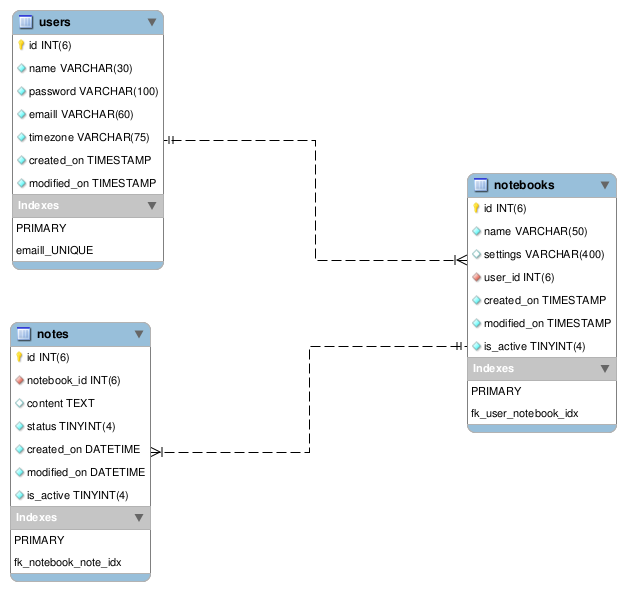 users
id INT(6)
name VARCHAR(30)
password VARCHAR(100)
emaill VARCHAR(60)
timezone VARCHAR(75)
created_on TIMESTAMP
modified_on TIMESTAMP
Indexes
PRIMARY
emaill_UNIQUE
notebooks
id INT(6)
name VARCHAR(50)
settings VARCHAR(400)
user_id INT(6)
created_on TIMESTAMP
modified_on TIMESTAMP
is_active TINYINT(4)
Indexes
PRIMARY
fk_user_notebook_idx
notes
id INT(6)
notebook_id INT(6)
content TEXT
status TINYINT(4)
created_on DATETIME
modified_on DATETIME
is_active TINYINT(4)
Indexes
PRIMARY
fk_notebook_note_idx